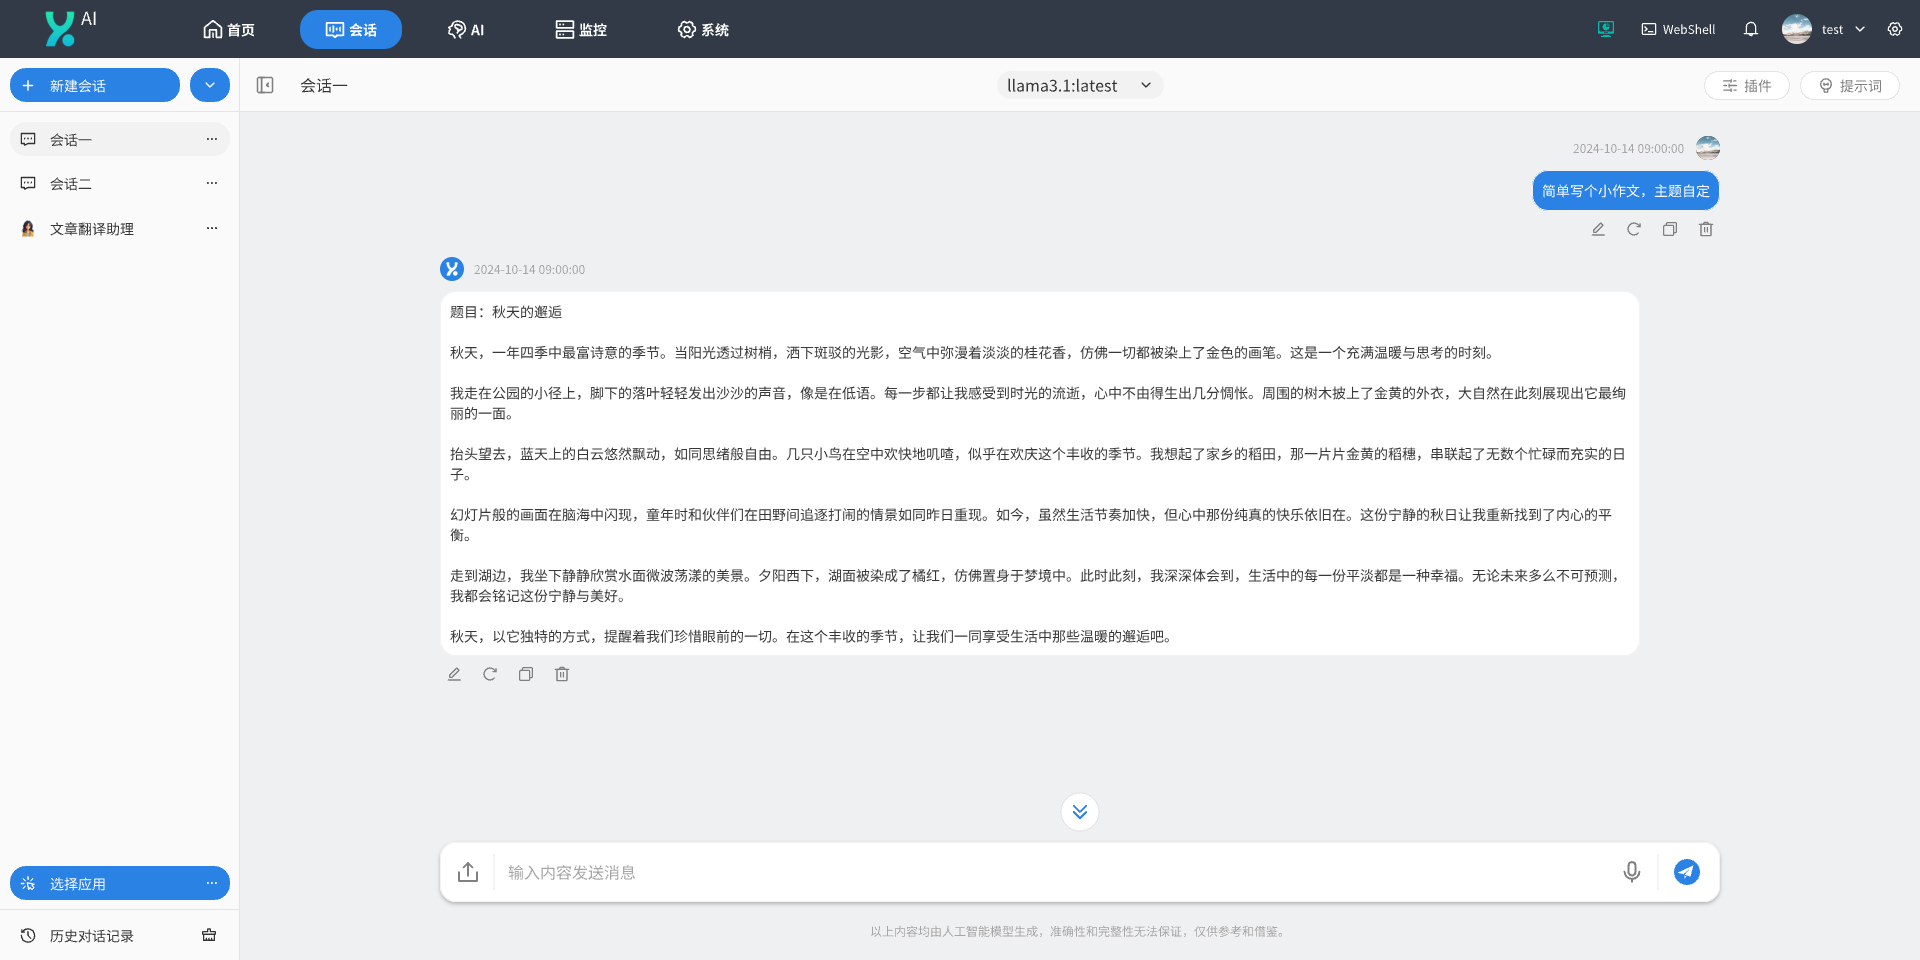 AI
首页
会话
AI
监控
系统
WebShell
test
新建会话
会话一
llama3.1:latest
插件
提示词
会话一
会话二
文章翻译助理
2024-10-14 09:00:00
简单写个小作文，主题自定
2024-10-14 09:00:00
题目：秋天的邂逅
秋天，一年四季中最富诗意的季节。当阳光透过树梢，洒下斑驳的光影，空气中弥漫着淡淡的桂花香，仿佛一切都被染上了金色的画笔。这是一个充满温暖与思考的时刻。
我走在公园的小径上，脚下的落叶轻轻发出沙沙的声音，像是在低语。每一步都让我感受到时光的流逝，心中不由得生出几分惆怅。周围的树木披上了金黄的外衣，大自然在此刻展现出它最绚
丽的一面。
抬头望去，蓝天上的白云悠然飘动，如同思绪般自由。几只小鸟在空中欢快地叽喳，似乎在欢庆这个丰收的季节。我想起了家乡的稻田，那一片片金黄的稻穗，串联起了无数个忙碌而充实的日
子。
幻灯片般的画面在脑海中闪现，童年时和伙伴们在田野间追逐打闹的情景如同昨日重现。如今，虽然生活节奏加快，但心中那份纯真的快乐依旧在。这份宁静的秋日让我重新找到了内心的平
衡。
走到湖边，我坐下静静欣赏水面微波荡漾的美景。夕阳西下，湖面被染成了橘红，仿佛置身于梦境中。此时此刻，我深深体会到，生活中的每一份平淡都是一种幸福。无论未来多么不可预测，
我都会铭记这份宁静与美好。
秋天，以它独特的方式，提醒着我们珍惜眼前的一切。在这个丰收的季节，让我们一同享受生活中那些温暖的邂逅吧。
输入内容发送消息
选择应用
历史对话记录
以上内容均由人工智能模型生成，准确性和完整性无法保证，仅供参考和借鉴。